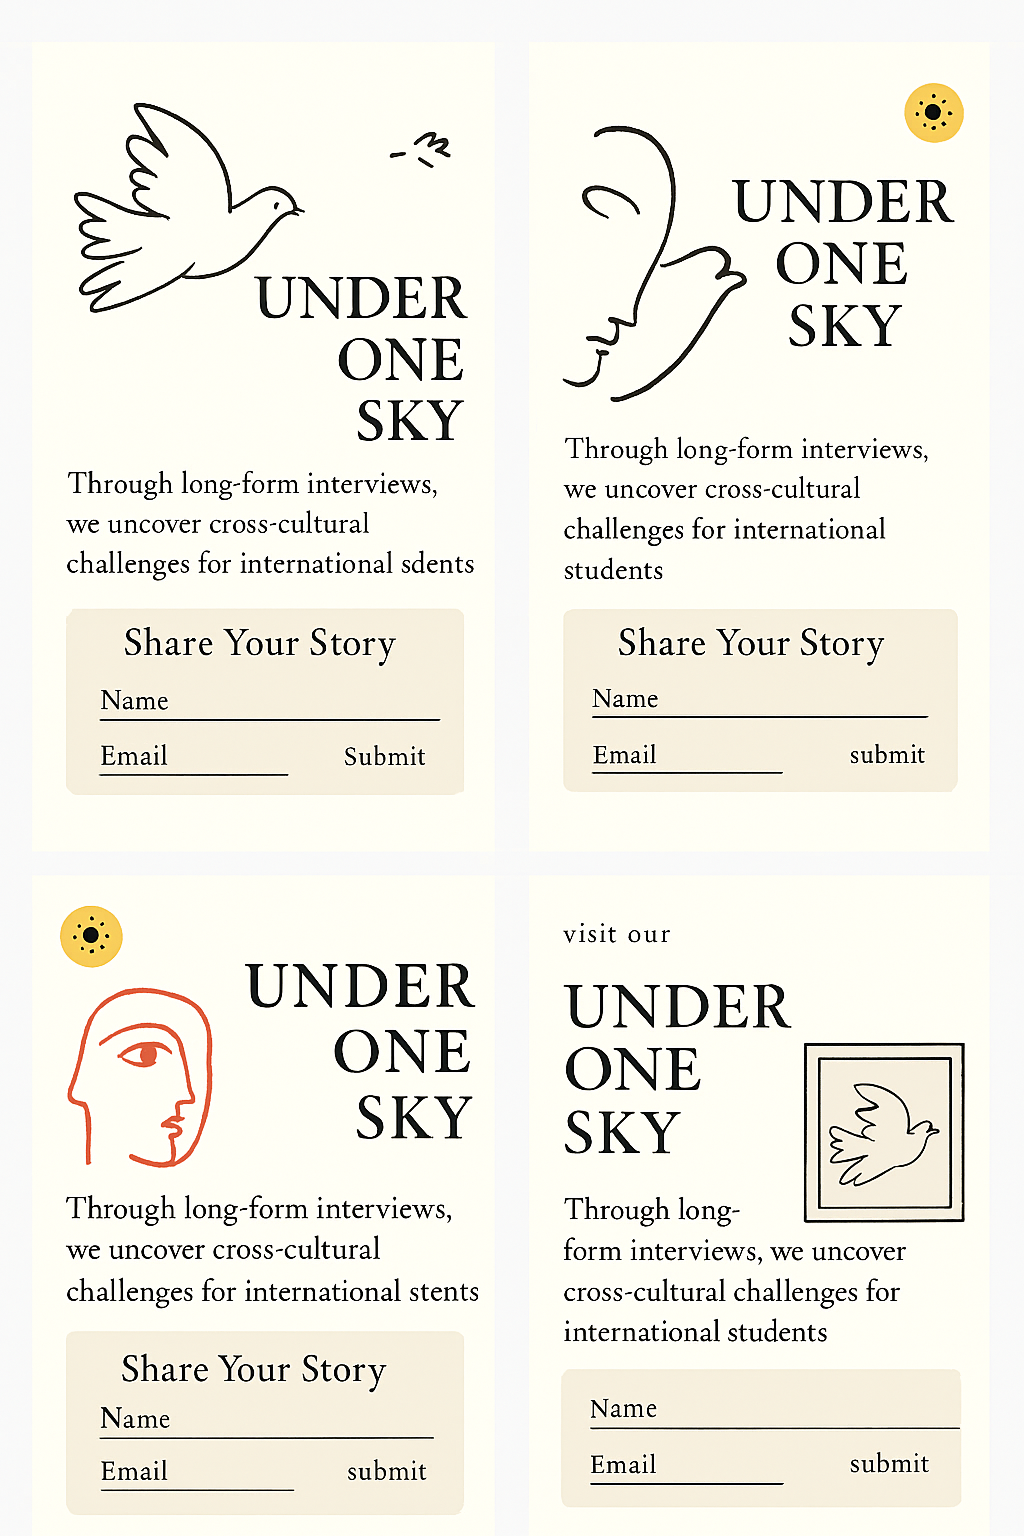 UNDER
ONE
SKY
Through long-form interviews,
we uncover cross-cultural
challenges for international sdents
Share Your Story
Name
Email Submit
UNDER
ONE
SKY
Through long-form interviews,
we uncover cross-cultural
challenges for international
students
Share Your Story
Name
Email submit
UNDER
ONE
SKY
Through long-form interviews,
we uncover cross-cultural
challenges for international stents
Share Your Story
Name
Email submit
visit our
UNDER
ONE
SKY
Through long-
form interviews, we uncover
cross-cultural challenges for
international students
Name
Email submit